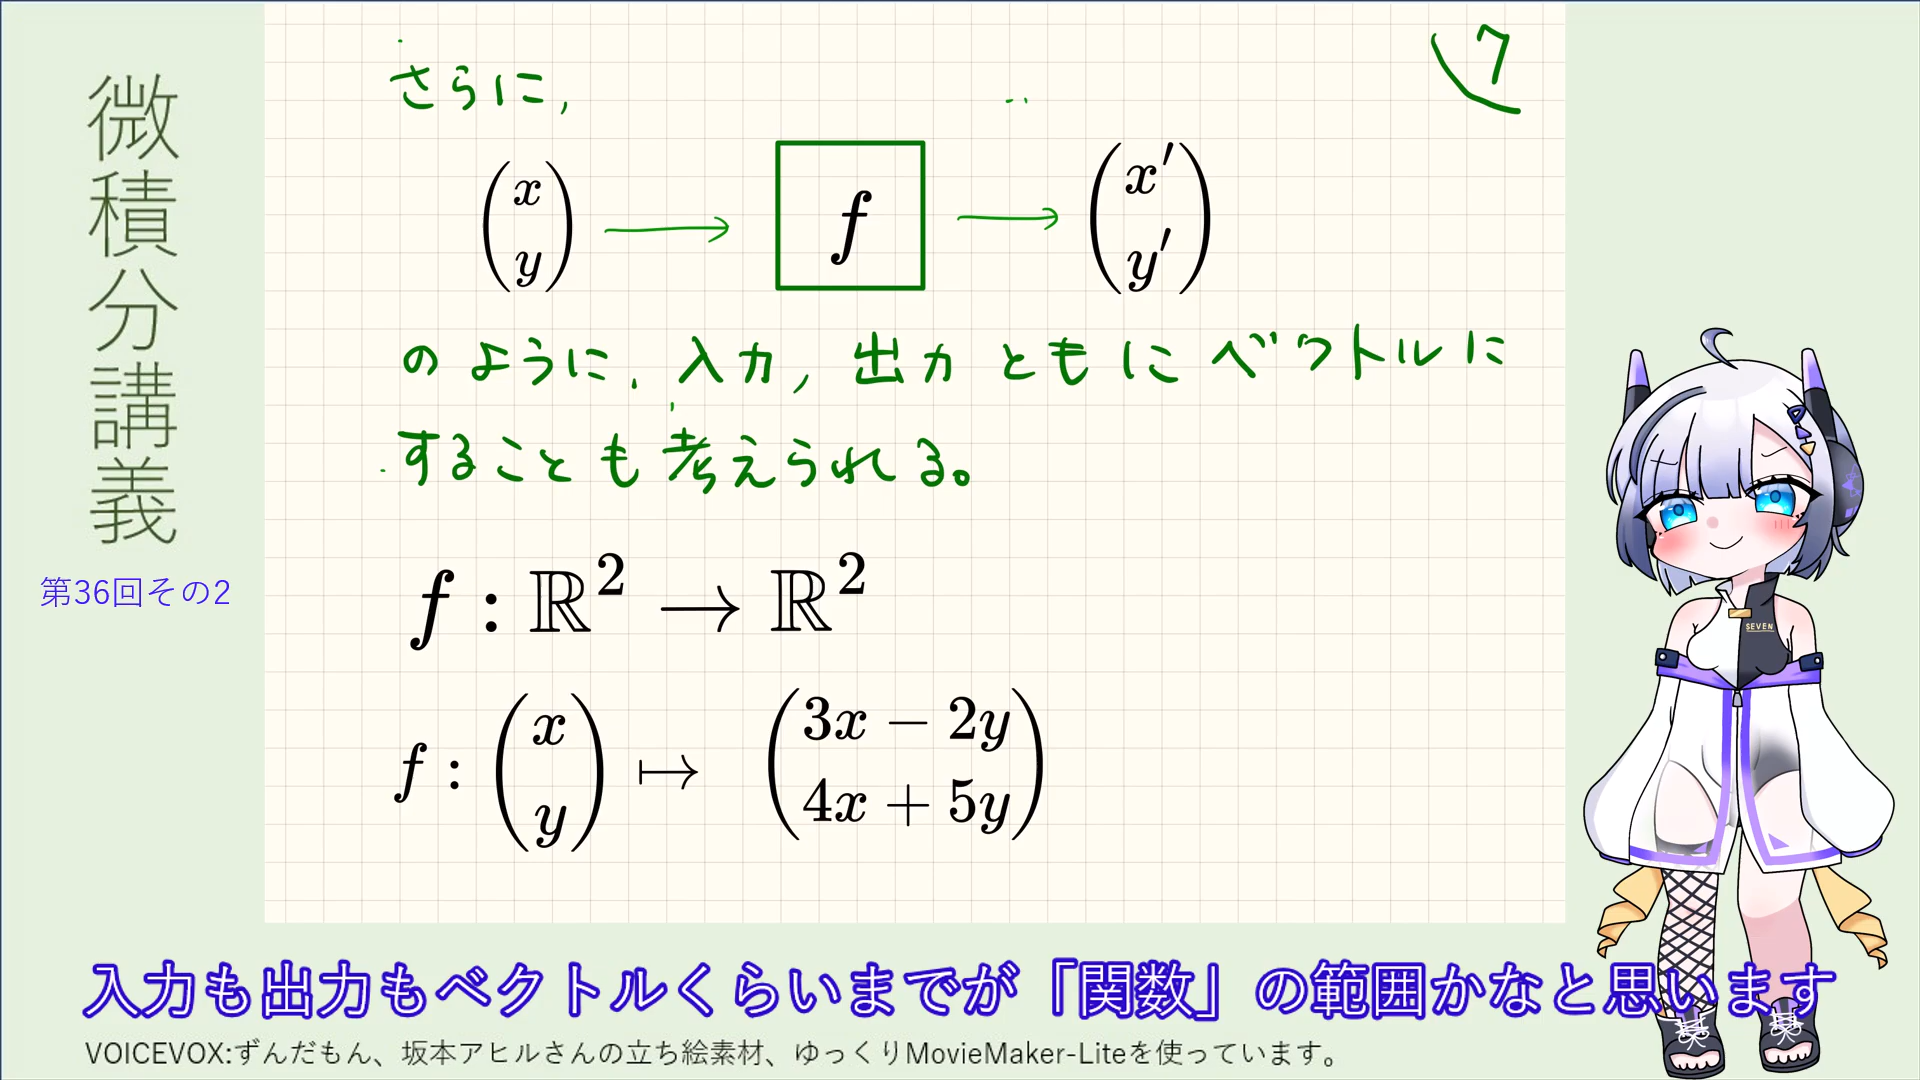 微積分講義
第36回その2
7
さらに,
(x y) → f → (x′ y′)
のように, 入力, 出力ともにベクトルに
することも考えられる。
f : ℝ² → ℝ²
f : (x y) ↦ (3x − 2y 4x + 5y)
SEVEN
入力も出力もベクトルくらいまでが「関数」の範囲かなと思います
VOICEVOX:ずんだもん、坂本アヒルさんの立ち絵素材、ゆっくりMovieMaker-Liteを使っています。